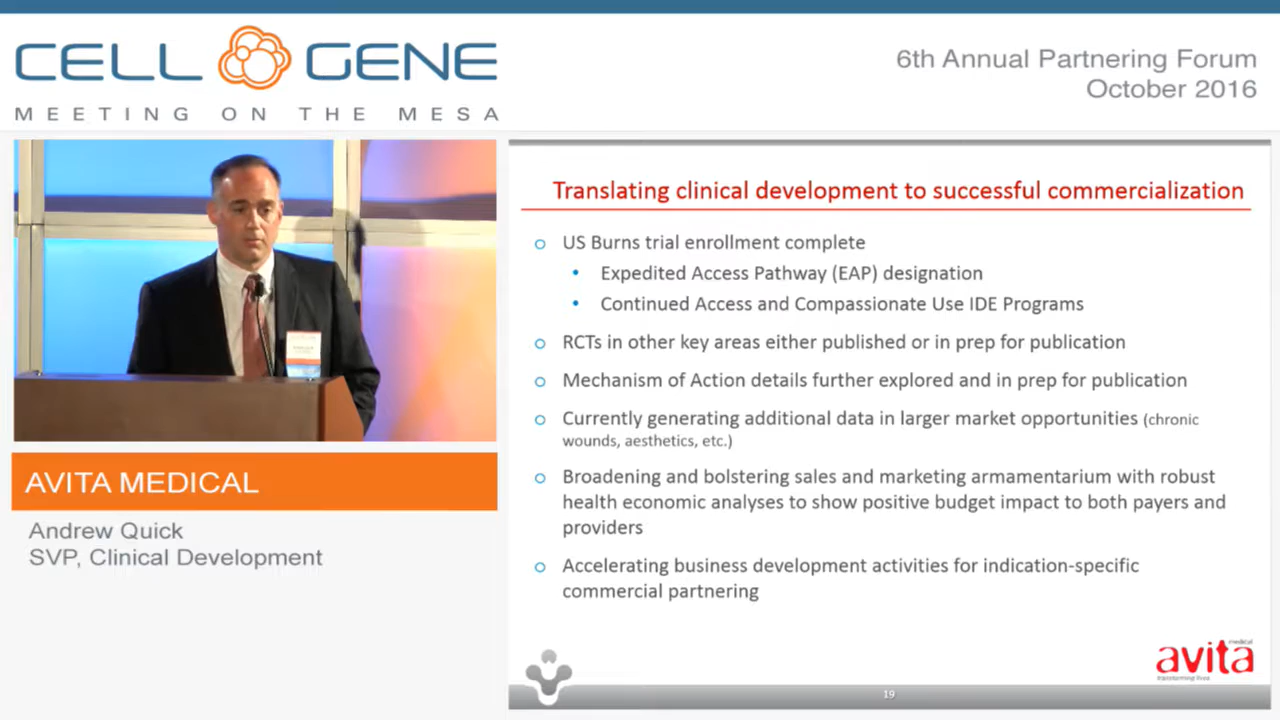 CELL GENE
MEETING ON THE MESA
6th Annual Partnering Forum
October 2016
Translating clinical development to successful commercialization
US Burns trial enrollment complete
• Expedited Access Pathway (EAP) designation
• Continued Access and Compassionate Use IDE Programs
RCTs in other key areas either published or in prep for publication
Mechanism of Action details further explored and in prep for publication
Currently generating additional data in larger market opportunities (chronic
wounds, aesthetics, etc.)
Broadening and bolstering sales and marketing armamentarium with robust
health economic analyses to show positive budget impact to both payers and
providers
Accelerating business development activities for indication-specific
commercial partnering
medical
avita
transforming lives
19
AVITA MEDICAL
Andrew Quick
SVP, Clinical Development